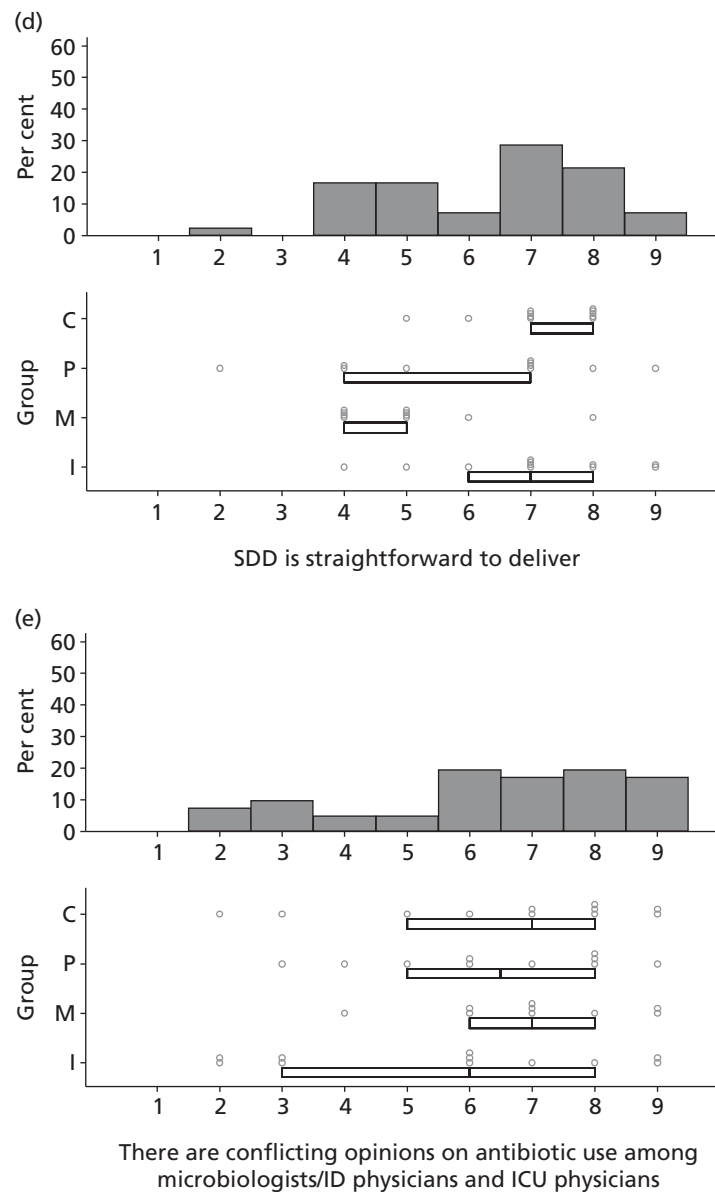 (d)
60
50
40
30
20
10
0
Per cent
1 2 3 4 5 6 7 8 9
C
P
M
I
Group
1 2 3 4 5 6 7 8 9
SDD is straightforward to deliver
(e)
60
50
40
30
20
10
0
Per cent
1 2 3 4 5 6 7 8 9
C
P
M
I
Group
1 2 3 4 5 6 7 8 9
There are conflicting opinions on antibiotic use among
microbiologists/ID physicians and ICU physicians